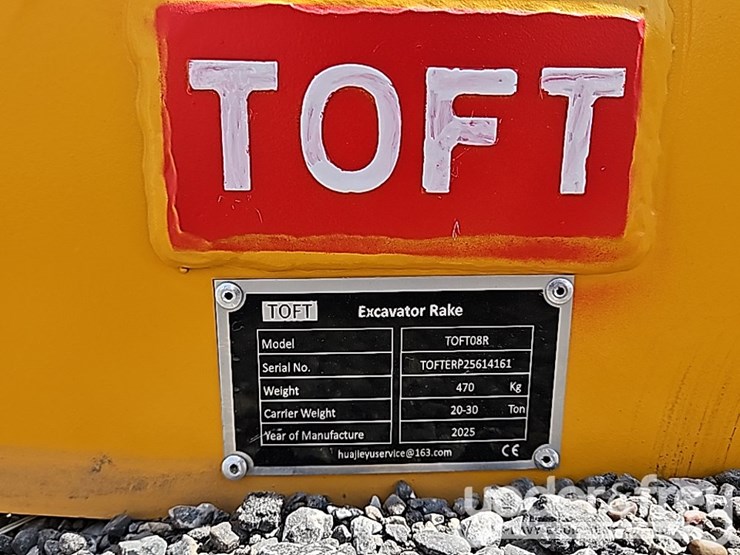 TOFT
TOFT Excavator Rake
Model TOFT08R
Serial No. TOFTERP25614161
Weight 470 Kg
Carrier Weight 20-30 Ton
Year of Manufacture 2025
huajieyuservice@163.com CE